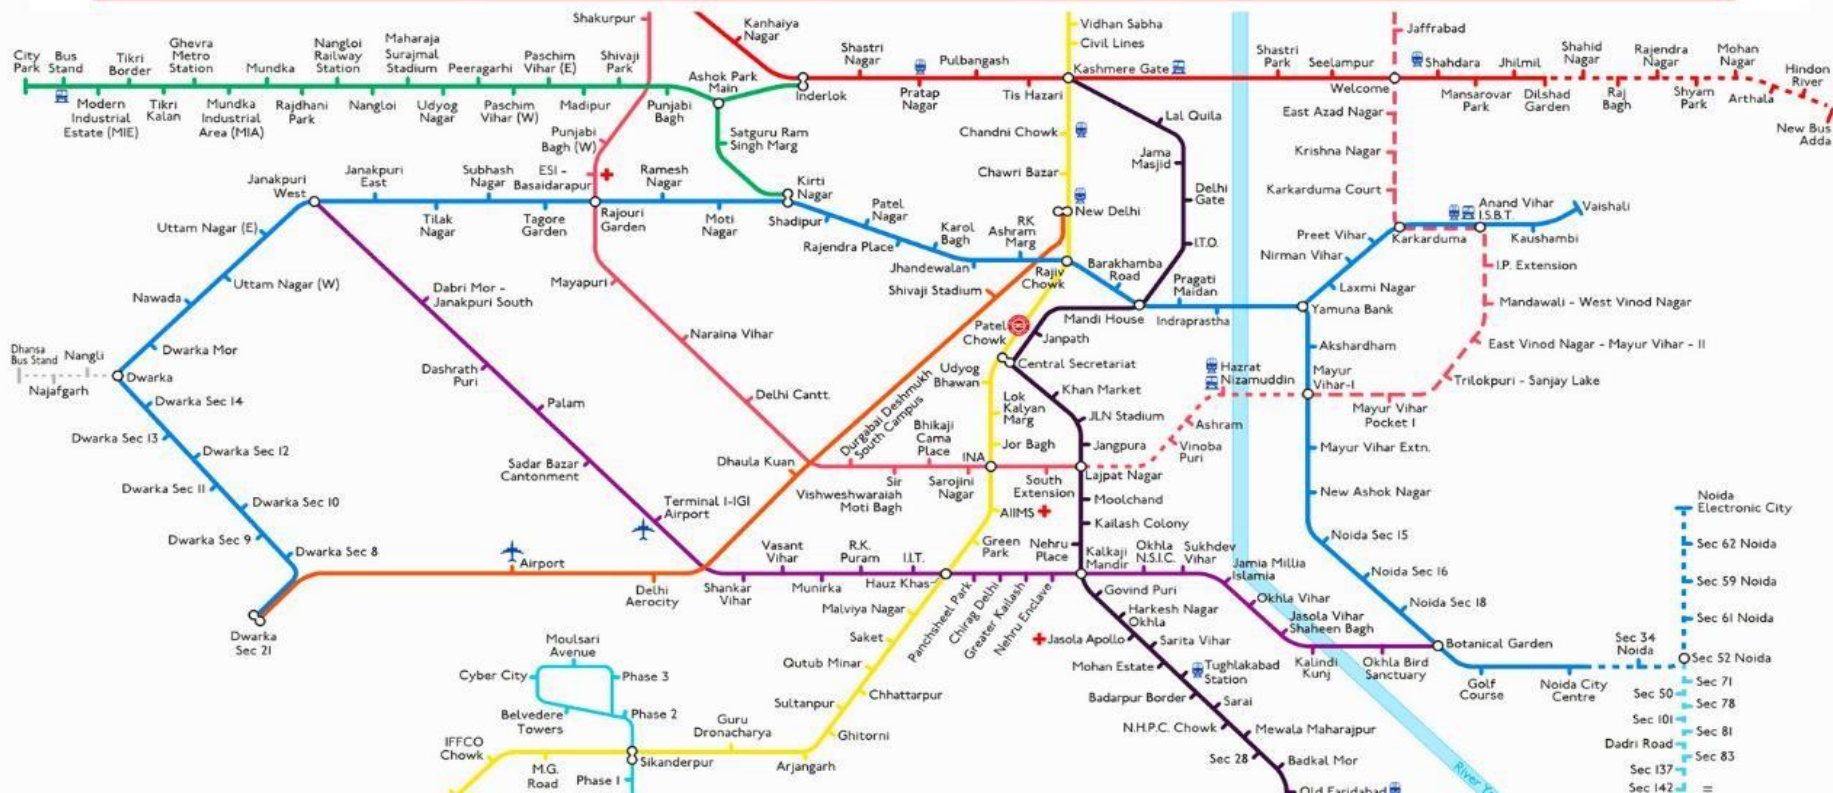 Shakurpur
Kanhaiya
Nagar
Vidhan Sabha
Civil Lines
Jaffrabad
City
Park
Bus
Stand
Tikri
Border
Ghevra
Metro
Station
Mundka
Nangloi
Railway
Station
Maharaja
Surajmal
Stadium
Peeragarhi
Paschim
Vihar (E)
Shivaji
Park
Ashok Park
Main
Inderlok
Shastri
Nagar
Pulbangash
Kashmere Gate
Shastri
Park
Seelampur
Shahdara
Jhilmil
Shahid
Nagar
Rajendra
Nagar
Mohan
Nagar
Hindon
River
Modern
Industrial
Estate (MIE)
Tikri
Kalan
Mundka
Industrial
Area (MIA)
Rajdhani
Park
Nangloi
Udyog
Nagar
Paschim
Vihar (W)
Madipur
Punjabi
Bagh
Pratap
Nagar
Tis Hazari
Welcome
Mansarovar
Park
Dilshad
Garden
Raj
Bagh
Shyam
Park
Arthala
New Bus
Adda
Punjabi
Bagh (W)
Satguru Ram
Singh Marg
Chandni Chowk
Lal Quila
East Azad Nagar
Jama
Masjid
Krishna Nagar
Janakpuri
West
Janakpuri
East
Subhash
Nagar
ESI -
Basaidarapur
Ramesh
Nagar
Kirti
Nagar
Chawri Bazar
Delhi
Gate
Karkarduma Court
Uttam Nagar (E)
Tilak
Nagar
Tagore
Garden
Rajouri
Garden
Moti
Nagar
Shadipur
Patel
Nagar
Rajendra Place
Karol
Bagh
Jhandewalan
RK
Ashram
Marg
New Delhi
I.T.O.
Anand Vihar
I.S.B.T.
Vaishali
Karkarduma
Kaushambi
Preet Vihar
Nirman Vihar
I.P. Extension
Uttam Nagar (W)
Nawada
Dabri Mor -
Janakpuri South
Mayapuri
Shivaji Stadium
Rajiv
Chowk
Barakhamba
Road
Pragati
Maidan
Laxmi Nagar
Mandawali - West Vinod Nagar
Mandi House
Indraprastha
Yamuna Bank
Patel
Chowk
Janpath
Naraina Vihar
Dhansa
Bus Stand
Nangli
Najafgarh
Dwarka Mor
Dwarka
Dashrath
Puri
Central Secretariat
Udyog
Bhawan
Akshardham
East Vinod Nagar - Mayur Vihar - II
Hazrat
Nizamuddin
Mayur
Vihar-I
Trilokpuri - Sanjay Lake
Dwarka Sec 14
Palam
Delhi Cantt.
Khan Market
Lok
Kalyan
Marg
JLN Stadium
Mayur Vihar
Pocket I
Ashram
Vinoba
Puri
Dwarka Sec 13
Dwarka Sec 12
Durgabai Deshmukh
South Campus
Bhikaji
Cama
Place
Jor Bagh
Jangpura
Mayur Vihar Extn.
Sadar Bazar
Cantonment
Dhaula Kuan
INA
Lajpat Nagar
Sir
Vishweshwaraiah
Moti Bagh
Sarojini
Nagar
South
Extension
Dwarka Sec 11
Dwarka Sec 10
Moolchand
New Ashok Nagar
Terminal I-IGI
Airport
AIIMS
Kailash Colony
Noida
Electronic City
Dwarka Sec 9
Dwarka Sec 8
Green
Park
Nehru
Place
Noida Sec 15
Sec 62 Noida
Airport
Vasant
Vihar
R.K.
Puram
I.I.T.
Hauz Khas
Kalkaji
Mandir
Okhla
N.S.I.C.
Sukhdev
Vihar
Jamia Millia
Islamia
Noida Sec 16
Sec 59 Noida
Delhi
Aerocity
Shankar
Vihar
Munirka
Panchsheel Park
Chirag Delhi
Greater Kailash
Nehru Enclave
Govind Puri
Okhla Vihar
Noida Sec 18
Malviya Nagar
Harkesh Nagar
Okhla
Jasola Vihar
Shaheen Bagh
Sec 61 Noida
Dwarka
Sec 21
Saket
Jasola Apollo
Sarita Vihar
Botanical Garden
Sec 34
Noida
Sec 52 Noida
Moulsari
Avenue
Cyber City
Phase 3
Qutub Minar
Mohan Estate
Tughlakabad
Station
Kalindi
Kunj
Okhla Bird
Sanctuary
Golf
Course
Noida City
Centre
Sec 71
Sec 50
Sec 78
Chhattarpur
Sultanpur
Badarpur Border
Sarai
Belvedere
Towers
Phase 2
Guru
Dronacharya
Ghitorni
N.H.P.C. Chowk
Mewala Maharajpur
Sec 101
Sec 81
IFFCO
Chowk
Sikanderpur
Arjangarh
Sec 28
Badkal Mor
Dadri Road
Sec 83
M.G.
Road
Phase 1
Sec 137
Sec 142
Old Faridabad
River